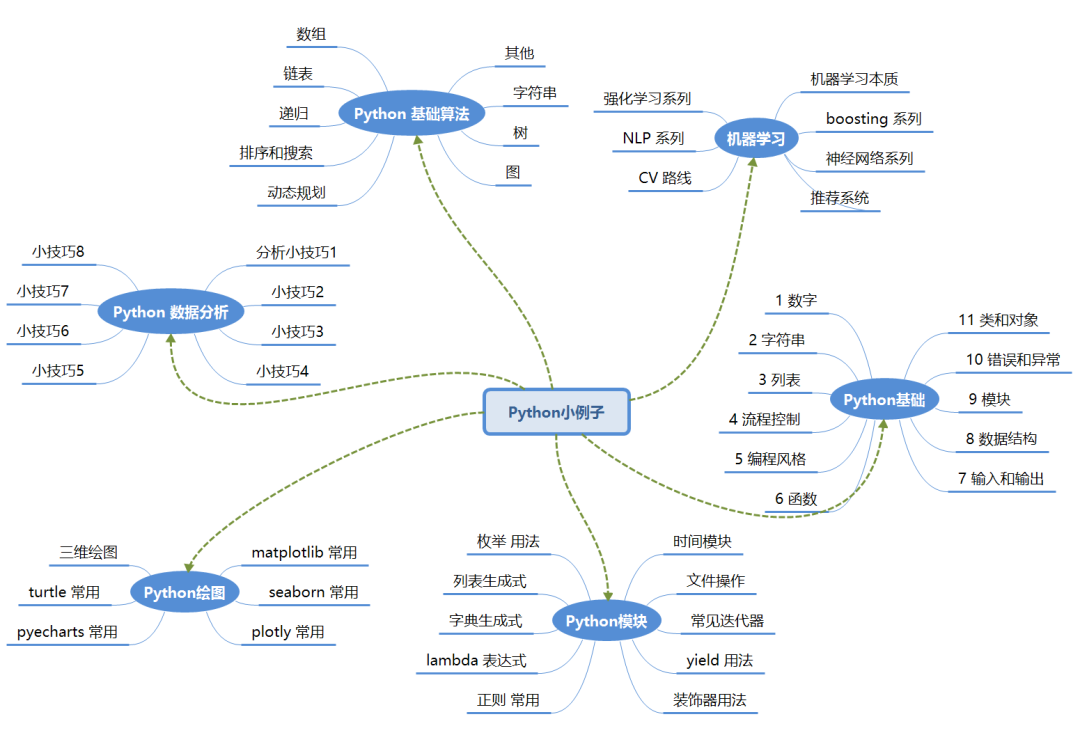 Python小例子
Python 基础算法
数组
链表
递归
排序和搜索
动态规划
其他
字符串
树
图
机器学习
强化学习系列
NLP 系列
CV 路线
机器学习本质
boosting 系列
神经网络系列
推荐系统
Python 数据分析
小技巧8
小技巧7
小技巧6
小技巧5
分析小技巧1
小技巧2
小技巧3
小技巧4
Python基础
1 数字
2 字符串
3 列表
4 流程控制
5 编程风格
6 函数
11 类和对象
10 错误和异常
9 模块
8 数据结构
7 输入和输出
Python绘图
三维绘图
turtle 常用
pyecharts 常用
matplotlib 常用
seaborn 常用
plotly 常用
Python模块
枚举 用法
列表生成式
字典生成式
lambda 表达式
正则 常用
时间模块
文件操作
常见迭代器
yield 用法
装饰器用法